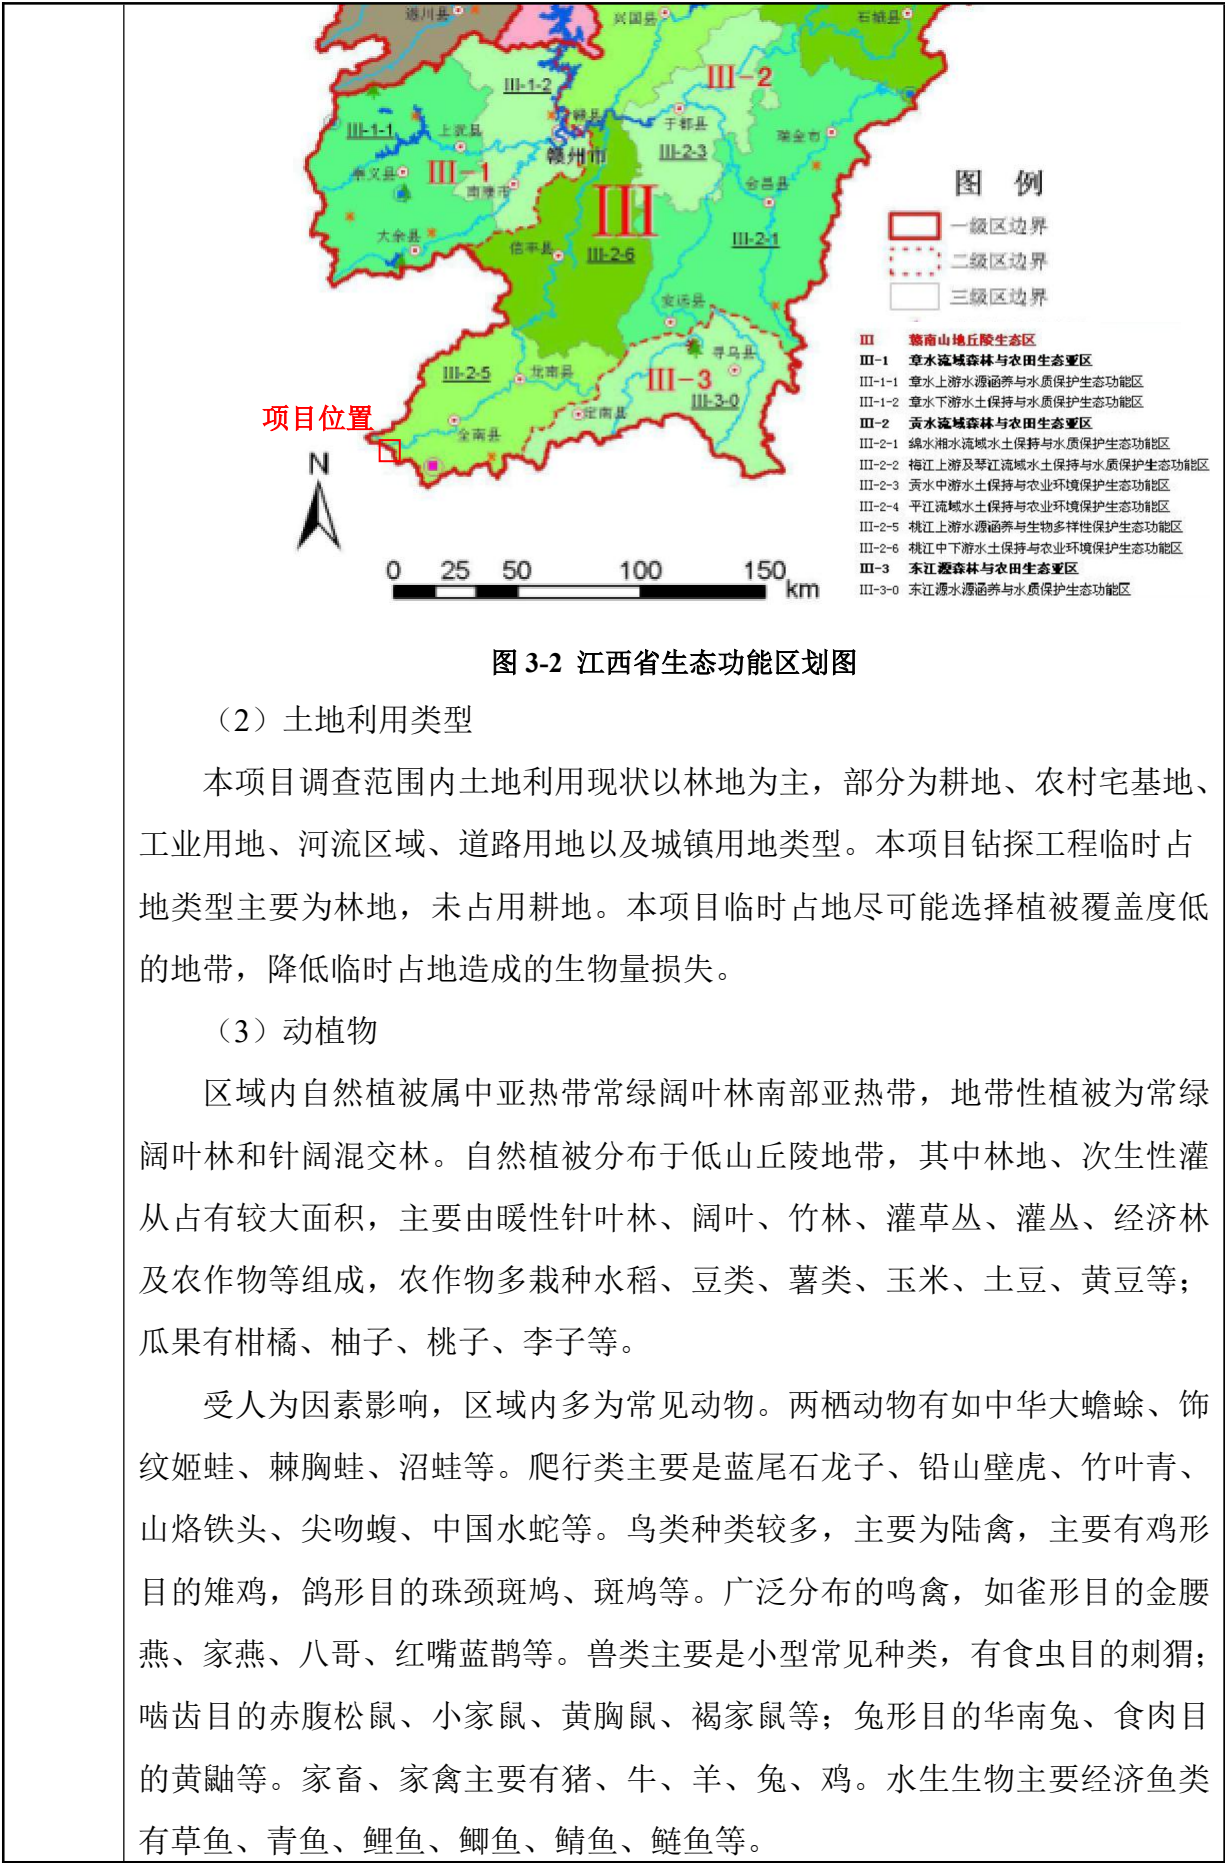 遂川县
兴国县
石城县
III-2
III-1-2
赣县
于都县
III-1-1
上犹县
瑞金市
赣州市
III-2-3
崇义县
III-1
南康市
会昌县
III
大余县
信丰县
III-2-6
III-2-1
安远县
寻乌县
III-2-5
龙南县
III-3
III-3-0
定南县
全南县
项目位置
N
0 25 50 100 150 km
图 例
一级区边界
二级区边界
三级区边界
III 赣南山地丘陵生态区
III-1 章水流域森林与农田生态亚区
III-1-1 章水上游水源涵养与水质保护生态功能区
III-1-2 章水下游水土保持与水质保护生态功能区
III-2 贡水流域森林与农田生态亚区
III-2-1 绵水湘水流域水土保持与水质保护生态功能区
III-2-2 梅江上游及琴江流域水土保持与水质保护生态功能区
III-2-3 贡水中游水土保持与农业环境保护生态功能区
III-2-4 平江流域水土保持与农业环境保护生态功能区
III-2-5 桃江上游水源涵养与生物多样性保护生态功能区
III-2-6 桃江中下游水土保持与农业环境保护生态功能区
III-3 东江源森林与农田生态亚区
III-3-0 东江源水源涵养与水质保护生态功能区
图 3-2 江西省生态功能区划图
（2）土地利用类型
本项目调查范围内土地利用现状以林地为主，部分为耕地、农村宅基地、
工业用地、河流区域、道路用地以及城镇用地类型。本项目钻探工程临时占
地类型主要为林地，未占用耕地。本项目临时占地尽可能选择植被覆盖度低
的地带，降低临时占地造成的生物量损失。
（3）动植物
区域内自然植被属中亚热带常绿阔叶林南部亚热带，地带性植被为常绿
阔叶林和针阔混交林。自然植被分布于低山丘陵地带，其中林地、次生性灌
从占有较大面积，主要由暖性针叶林、阔叶、竹林、灌草丛、灌丛、经济林
及农作物等组成，农作物多栽种水稻、豆类、薯类、玉米、土豆、黄豆等；
瓜果有柑橘、柚子、桃子、李子等。
受人为因素影响，区域内多为常见动物。两栖动物有如中华大蟾蜍、饰
纹姬蛙、棘胸蛙、沼蛙等。爬行类主要是蓝尾石龙子、铅山壁虎、竹叶青、
山烙铁头、尖吻蝮、中国水蛇等。鸟类种类较多，主要为陆禽，主要有鸡形
目的雉鸡，鸽形目的珠颈斑鸠、斑鸠等。广泛分布的鸣禽，如雀形目的金腰
燕、家燕、八哥、红嘴蓝鹊等。兽类主要是小型常见种类，有食虫目的刺猬；
啮齿目的赤腹松鼠、小家鼠、黄胸鼠、褐家鼠等；兔形目的华南兔、食肉目
的黄鼬等。家畜、家禽主要有猪、牛、羊、兔、鸡。水生生物主要经济鱼类
有草鱼、青鱼、鲤鱼、鲫鱼、鲭鱼、鲢鱼等。